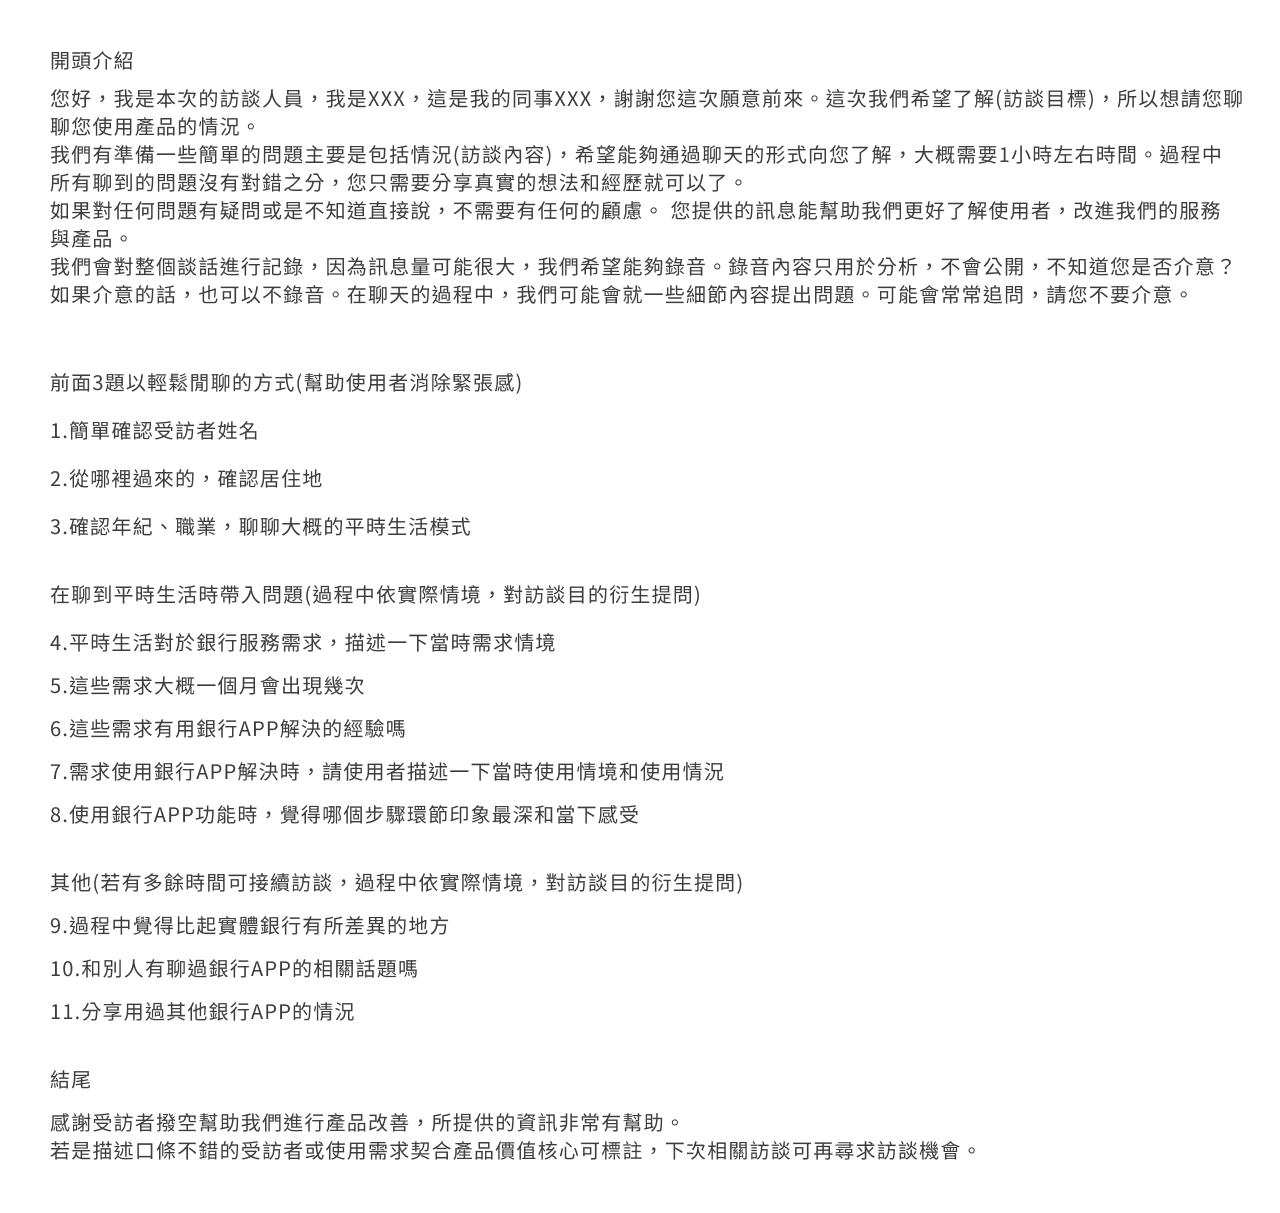 開頭介紹
您好，我是本次的訪談人員，我是XXX，這是我的同事XXX，謝謝您這次願意前來。這次我們希望了解(訪談目標)，所以想請您聊
聊您使用產品的情況。
我們有準備一些簡單的問題主要是包括情況(訪談內容)，希望能夠通過聊天的形式向您了解，大概需要1小時左右時間。過程中
所有聊到的問題沒有對錯之分，您只需要分享真實的想法和經歷就可以了。
如果對任何問題有疑問或是不知道直接說，不需要有任何的顧慮。 您提供的訊息能幫助我們更好了解使用者，改進我們的服務
與產品。
我們會對整個談話進行記錄，因為訊息量可能很大，我們希望能夠錄音。錄音內容只用於分析，不會公開，不知道您是否介意？
如果介意的話，也可以不錄音。在聊天的過程中，我們可能會就一些細節內容提出問題。可能會常常追問，請您不要介意。
前面3題以輕鬆閒聊的方式(幫助使用者消除緊張感)
1.簡單確認受訪者姓名
2.從哪裡過來的，確認居住地
3.確認年紀、職業，聊聊大概的平時生活模式
在聊到平時生活時帶入問題(過程中依實際情境，對訪談目的衍生提問)
4.平時生活對於銀行服務需求，描述一下當時需求情境
5.這些需求大概一個月會出現幾次
6.這些需求有用銀行APP解決的經驗嗎
7.需求使用銀行APP解決時，請使用者描述一下當時使用情境和使用情況
8.使用銀行APP功能時，覺得哪個步驟環節印象最深和當下感受
其他(若有多餘時間可接續訪談，過程中依實際情境，對訪談目的衍生提問)
9.過程中覺得比起實體銀行有所差異的地方
10.和別人有聊過銀行APP的相關話題嗎
11.分享用過其他銀行APP的情況
結尾
感謝受訪者撥空幫助我們進行產品改善，所提供的資訊非常有幫助。
若是描述口條不錯的受訪者或使用需求契合產品價值核心可標註，下次相關訪談可再尋求訪談機會。